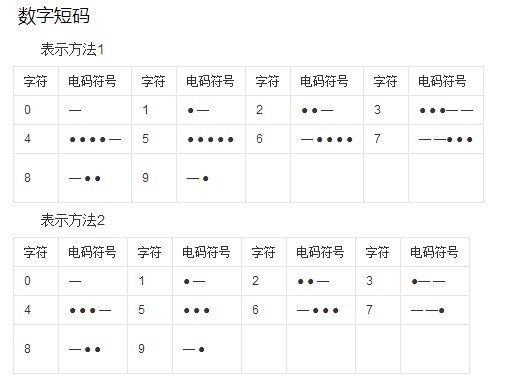 数字短码
表示方法1
字符 电码符号 字符 电码符号 字符 电码符号 字符 电码符号
0 — 1 ●— 2 ●●— 3 ●●●——
4 ●●●●— 5 ●●●●● 6 —●●●● 7 ——●●●
8 —●● 9 —●
表示方法2
字符 电码符号 字符 电码符号 字符 电码符号 字符 电码符号
0 — 1 ●— 2 ●●— 3 ●——
4 ●●●— 5 ●●● 6 —●●● 7 ——●
8 —●● 9 —●